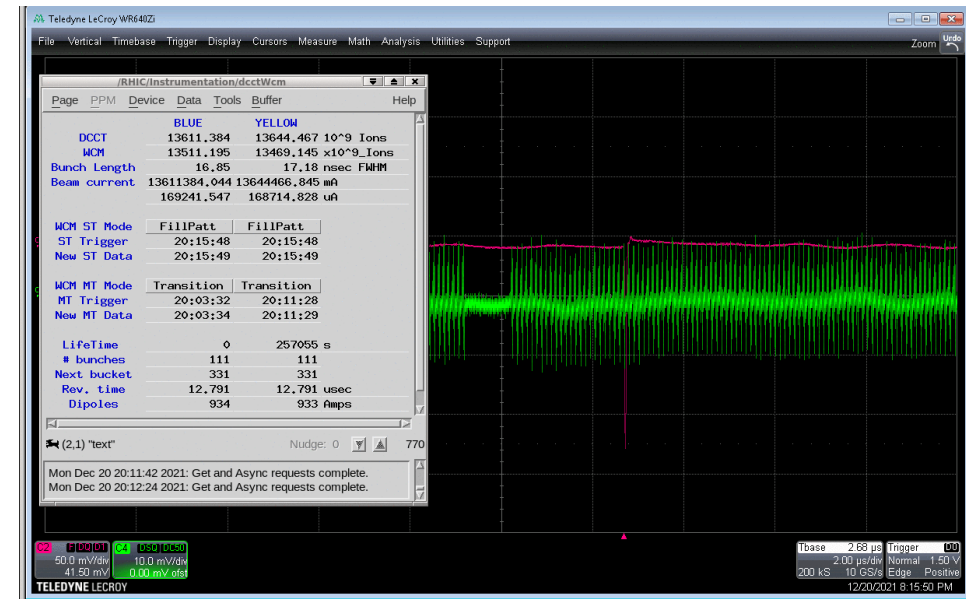 Teledyne LeCroy WR640Zi
File Vertical Timebase Trigger Display Cursors Measure Math Analysis Utilities Support
Zoom Undo
/RHIC/Instrumentation/dcctWcm
Page PPM Device Data Tools Buffer Help
BLUE YELLOW
DCCT 13611.384 13644.467 10^9 Ions
WCM 13511.195 13469.145 x10^9_Ions
Bunch Length 16.85 17.18 nsec FWHM
Beam current 13611384.044 13644466.845 mA
169241.547 168714.828 uA
WCM ST Mode FillPatt FillPatt
ST Trigger 20:15:48 20:15:48
New ST Data 20:15:49 20:15:49
WCM MT Mode Transition Transition
MT Trigger 20:03:32 20:11:28
New MT Data 20:03:34 20:11:29
LifeTime 0 257055 s
# bunches 111 111
Next bucket 331 331
Rev. time 12.791 12.791 usec
Dipoles 934 933 Amps
(2,1) "text" Nudge: 0 770
Mon Dec 20 20:11:42 2021: Get and Async requests complete.
Mon Dec 20 20:12:24 2021: Get and Async requests complete.
C2
50.0 mV/div
41.50 mV
C4 DSQ DC50
10.0 mV/div
0.00 mV ofst
Tbase 2.68 µs
2.00 µs/div
200 kS 10 GS/s
Trigger
Normal 1.50 V
Edge Positive
TELEDYNE LECROY
12/20/2021 8:15:50 PM